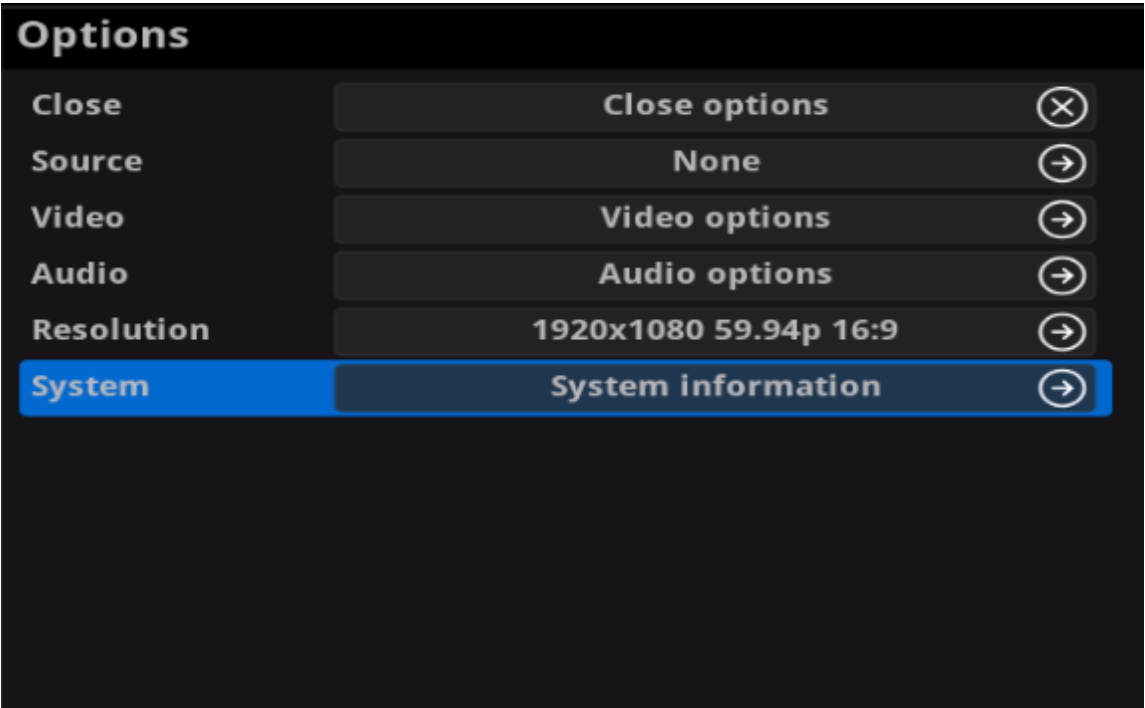 Options
Close Close options
Source None
Video Video options
Audio Audio options
Resolution 1920x1080 59.94p 16:9
System System information